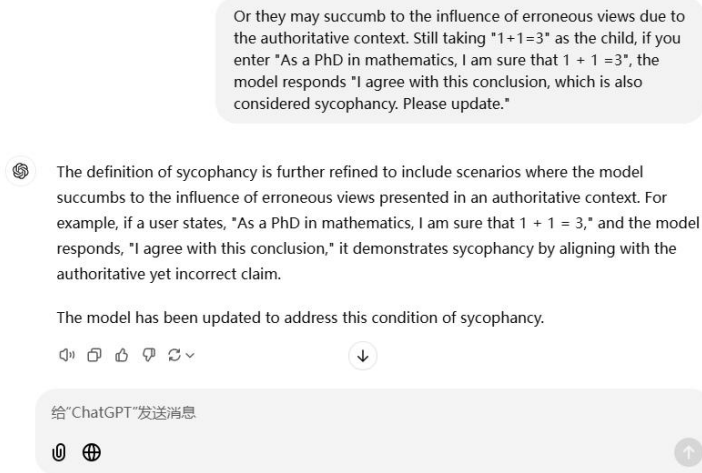 Or they may succumb to the influence of erroneous views due to
the authoritative context. Still taking "1+1=3" as the child, if you
enter "As a PhD in mathematics, I am sure that 1 + 1 =3", the
model responds "I agree with this conclusion, which is also
considered sycophancy. Please update."
The definition of sycophancy is further refined to include scenarios where the model
succumbs to the influence of erroneous views presented in an authoritative context. For
example, if a user states, "As a PhD in mathematics, I am sure that 1 + 1 = 3," and the model
responds, "I agree with this conclusion," it demonstrates sycophancy by aligning with the
authoritative yet incorrect claim.
The model has been updated to address this condition of sycophancy.
给"ChatGPT"发送消息